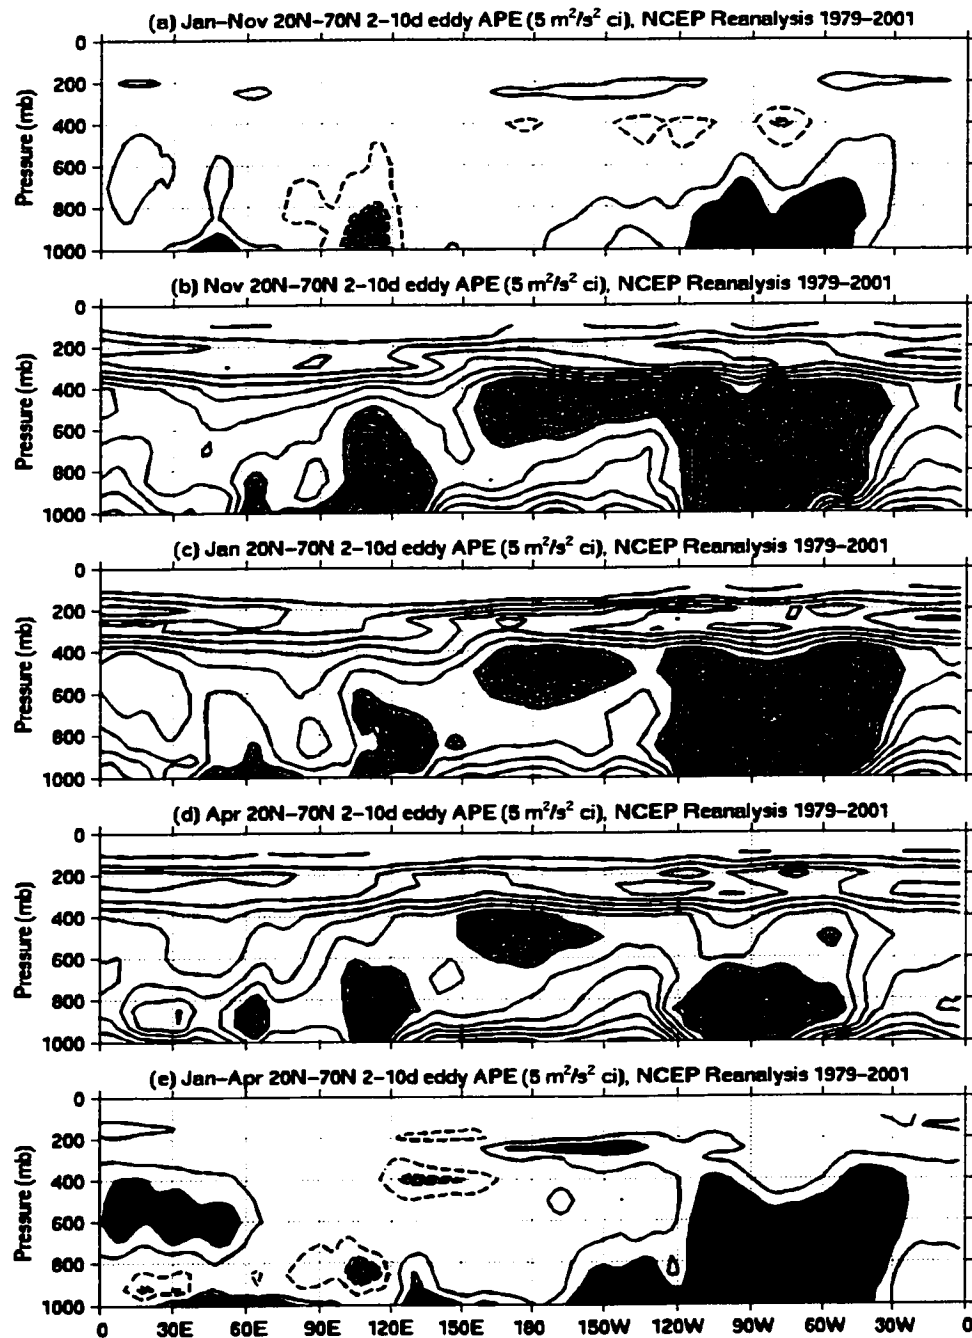 (a) Jan–Nov 20N–70N 2–10d eddy APE (5 m²/s² ci), NCEP Reanalysis 1979–2001
0
200
400
600
800
1000
Pressure (mb)
(b) Nov 20N–70N 2–10d eddy APE (5 m²/s² ci), NCEP Reanalysis 1979–2001
0
200
400
600
800
1000
Pressure (mb)
(c) Jan 20N–70N 2–10d eddy APE (5 m²/s² ci), NCEP Reanalysis 1979–2001
0
200
400
600
800
1000
Pressure (mb)
(d) Apr 20N–70N 2–10d eddy APE (5 m²/s² ci), NCEP Reanalysis 1979–2001
0
200
400
600
800
1000
Pressure (mb)
(e) Jan–Apr 20N–70N 2–10d eddy APE (5 m²/s² ci), NCEP Reanalysis 1979–2001
0
200
400
600
800
1000
Pressure (mb)
0 30E 60E 90E 120E 150E 180 150W 120W 90W 60W 30W 0